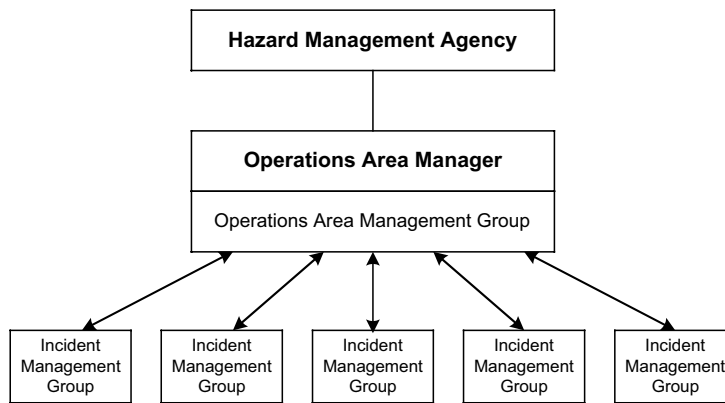 Hazard Management Agency
Operations Area Manager
Operations Area Management Group
Incident
Management
Group
Incident
Management
Group
Incident
Management
Group
Incident
Management
Group
Incident
Management
Group